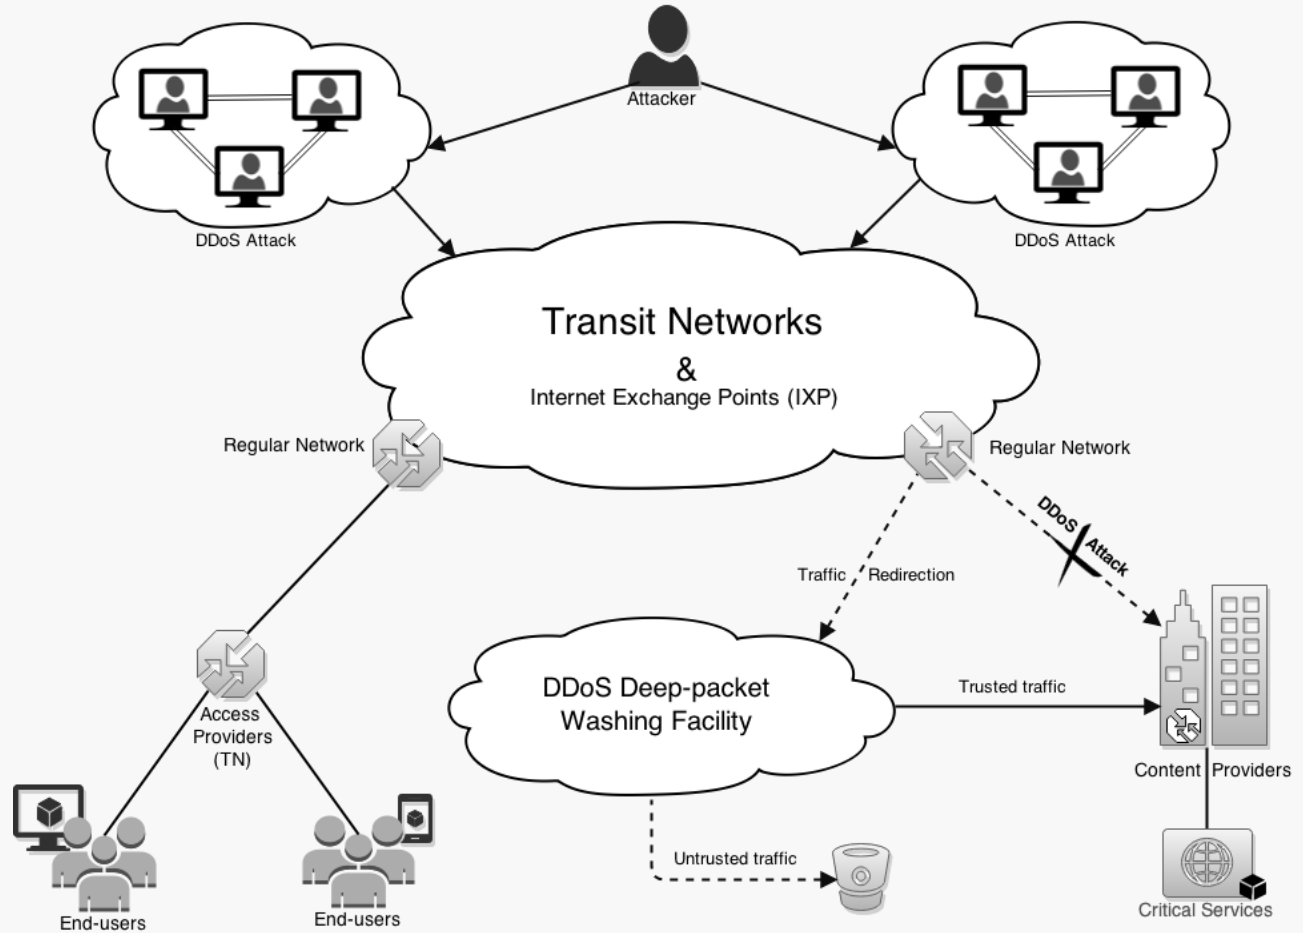 Attacker
DDoS Attack
DDoS Attack
Transit Networks
&
Internet Exchange Points (IXP)
Regular Network
Regular Network
DDoS Attack
Traffic Redirection
DDoS Deep-packet
Washing Facility
Trusted traffic
Access
Providers
(TN)
Content Providers
Untrusted traffic
End-users
End-users
Critical Services